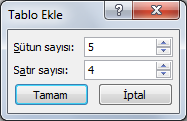 Tablo Ekle
Sütun sayısı: 5
Satır sayısı: 4
Tamam İptal